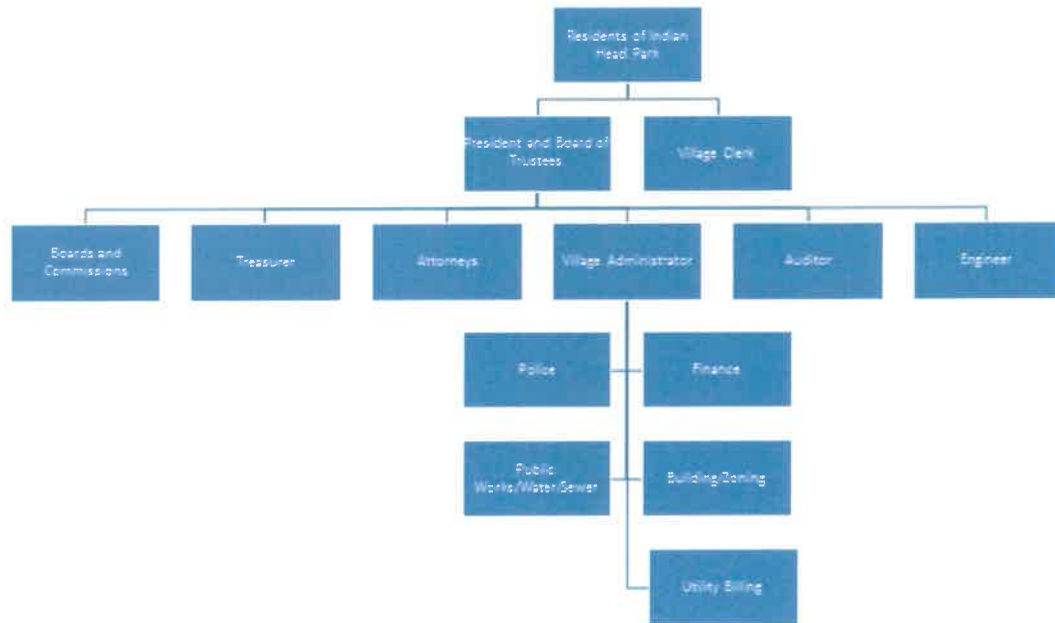 Residents of Indian
Head Park
President and Board of
Trustees
Village Clerk
Boards and
Commissions
Treasurer
Attorneys
Village Administrator
Auditor
Engineer
Police
Finance
Public
Works/Water/Sewer
Building/Zoning
Utility Billing